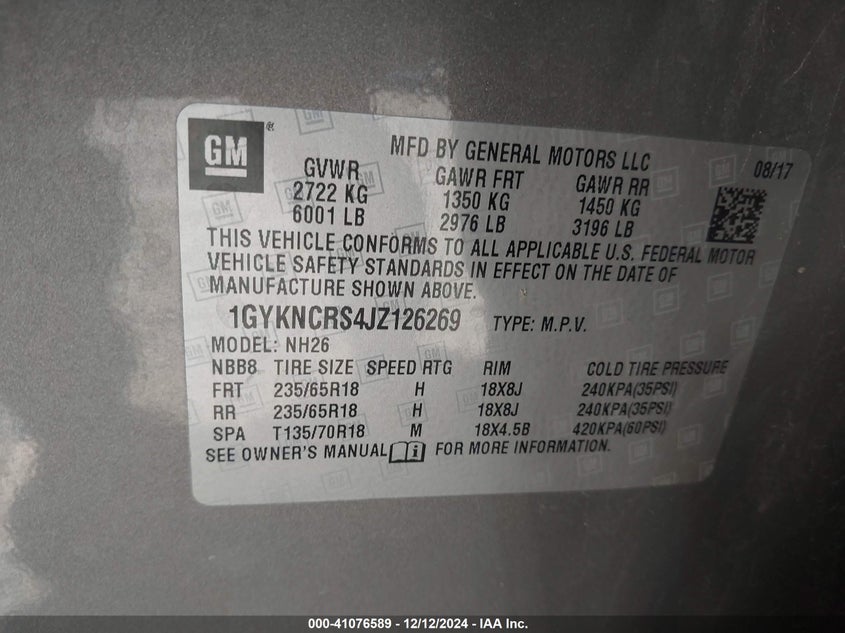 GM ®
MFD BY GENERAL MOTORS LLC
08/17
GVWR GAWR FRT GAWR RR
2722 KG 1350 KG 1450 KG
6001 LB 2976 LB 3196 LB
THIS VEHICLE CONFORMS TO ALL APPLICABLE U.S. FEDERAL MOTOR
VEHICLE SAFETY STANDARDS IN EFFECT ON THE DATE OF
MANUFACTURE SHOWN ABOVE.
1GYKNCRS4JZ126269 TYPE: M.P.V.
MODEL: NH26
NBB8 TIRE SIZE SPEED RTG RIM COLD TIRE PRESSURE
FRT 235/65R18 H 18X8J 240KPA(35PSI)
RR 235/65R18 H 18X8J 240KPA(35PSI)
SPA T135/70R18 M 18X4.5B 420KPA(60PSI)
SEE OWNER'S MANUAL FOR MORE INFORMATION.
000-41076589 - 12/12/2024 - IAA Inc.